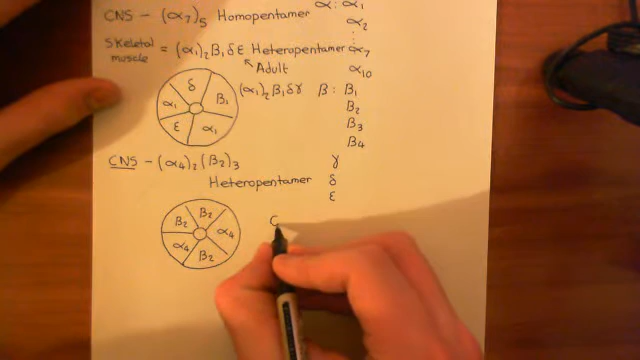 CNS - (α₇)₅ Homopentamer
α : α₁
α₂
⋮
α₇
α₁₀
Skeletal muscle = (α₁)₂ β₁ δ ε Heteropentamer
Adult
(α₁)₂ β₁ δ γ
δ
β₁
α₁
ε
α₁
β : β₁
β₂
β₃
β₄
γ
δ
ε
CNS - (α₄)₂ (β₂)₃
Heteropentamer
β₂
β₂
α₄
α₄
β₂
C